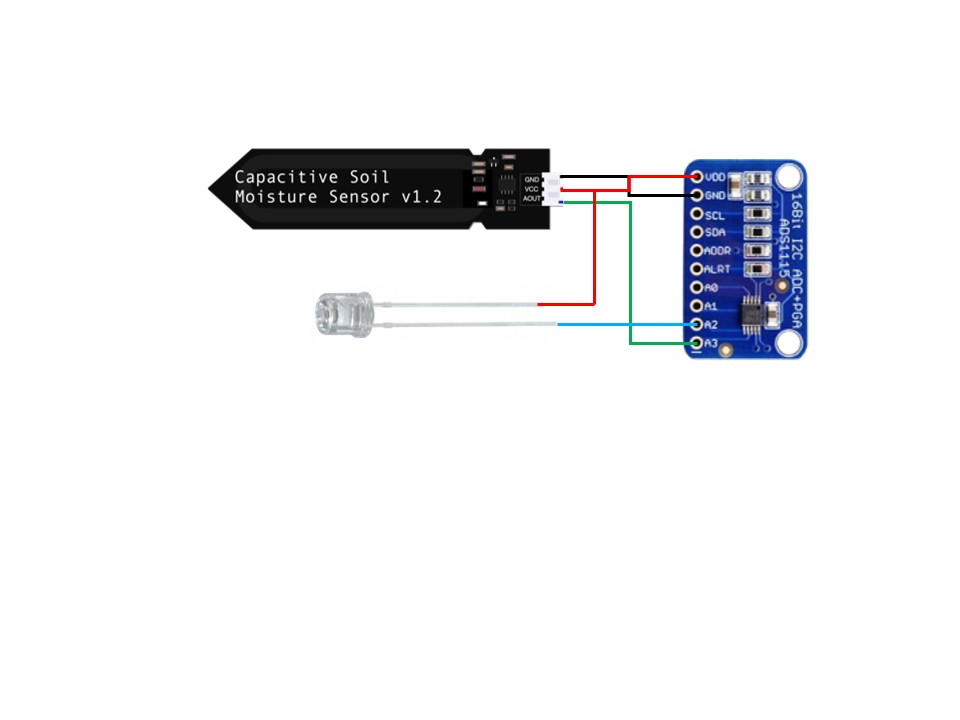 Capacitive Soil
Moisture Sensor v1.2
GND
VCC
AOUT
VDD
GND
SCL
SDA
ADDR
ALRT
A0
A1
A2
A3
16Bit I2C ADC+PGA
ADS1115